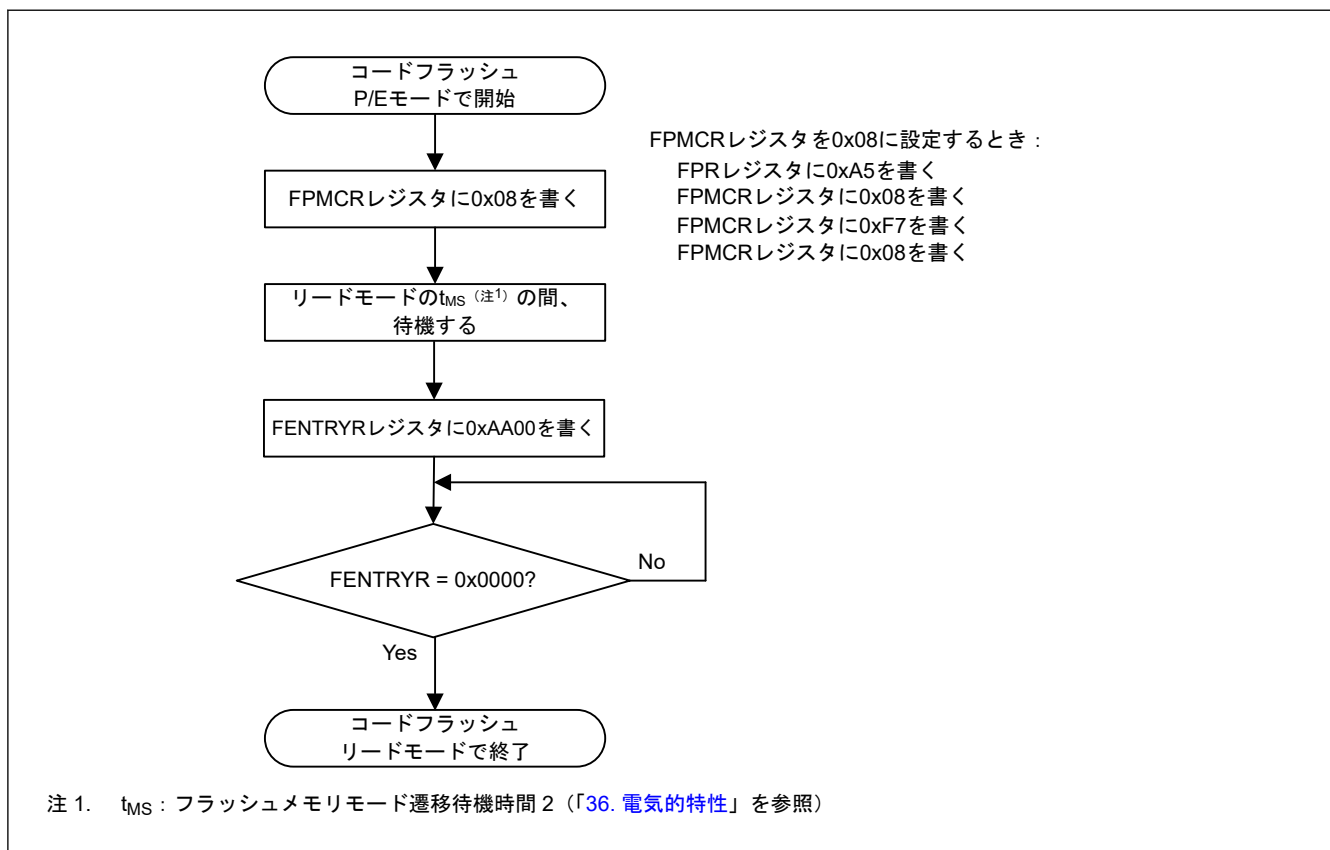 コードフラッシュ
P/Eモードで開始
FPMCRレジスタを0x08に設定するとき：
FPRレジスタに0xA5を書く
FPMCRレジスタに0x08を書く
FPMCRレジスタに0xF7を書く
FPMCRレジスタに0x08を書く
FPMCRレジスタに0x08を書く
リードモードのtMS（注1）の間、
待機する
FENTRYRレジスタに0xAA00を書く
FENTRYR = 0x0000?
No
Yes
コードフラッシュ
リードモードで終了
注 1. tMS：フラッシュメモリモード遷移待機時間 2（「36. 電気的特性」を参照）